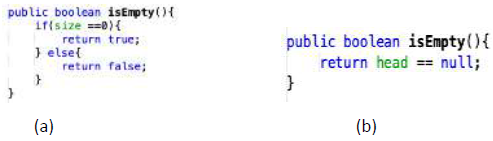 public boolean isEmpty(){
if(size ==0){
return true;
} else{
return false;
}
}
public boolean isEmpty(){
return head == null;
}
(a)
(b)